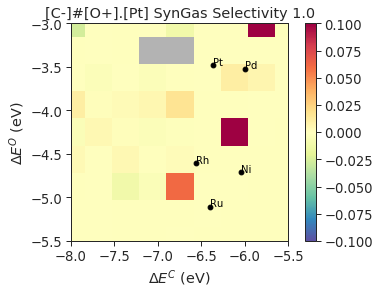 [C-]#[O+].[Pt] SynGas Selectivity 1.0
−3.0
−3.5
−4.0
−4.5
−5.0
−5.5
ΔE^O (eV)
Pt
Pd
Rh
Ni
Ru
−8.0 −7.5 −7.0 −6.5 −6.0 −5.5
ΔE^C (eV)
0.100
0.075
0.050
0.025
0.000
−0.025
−0.050
−0.075
−0.100